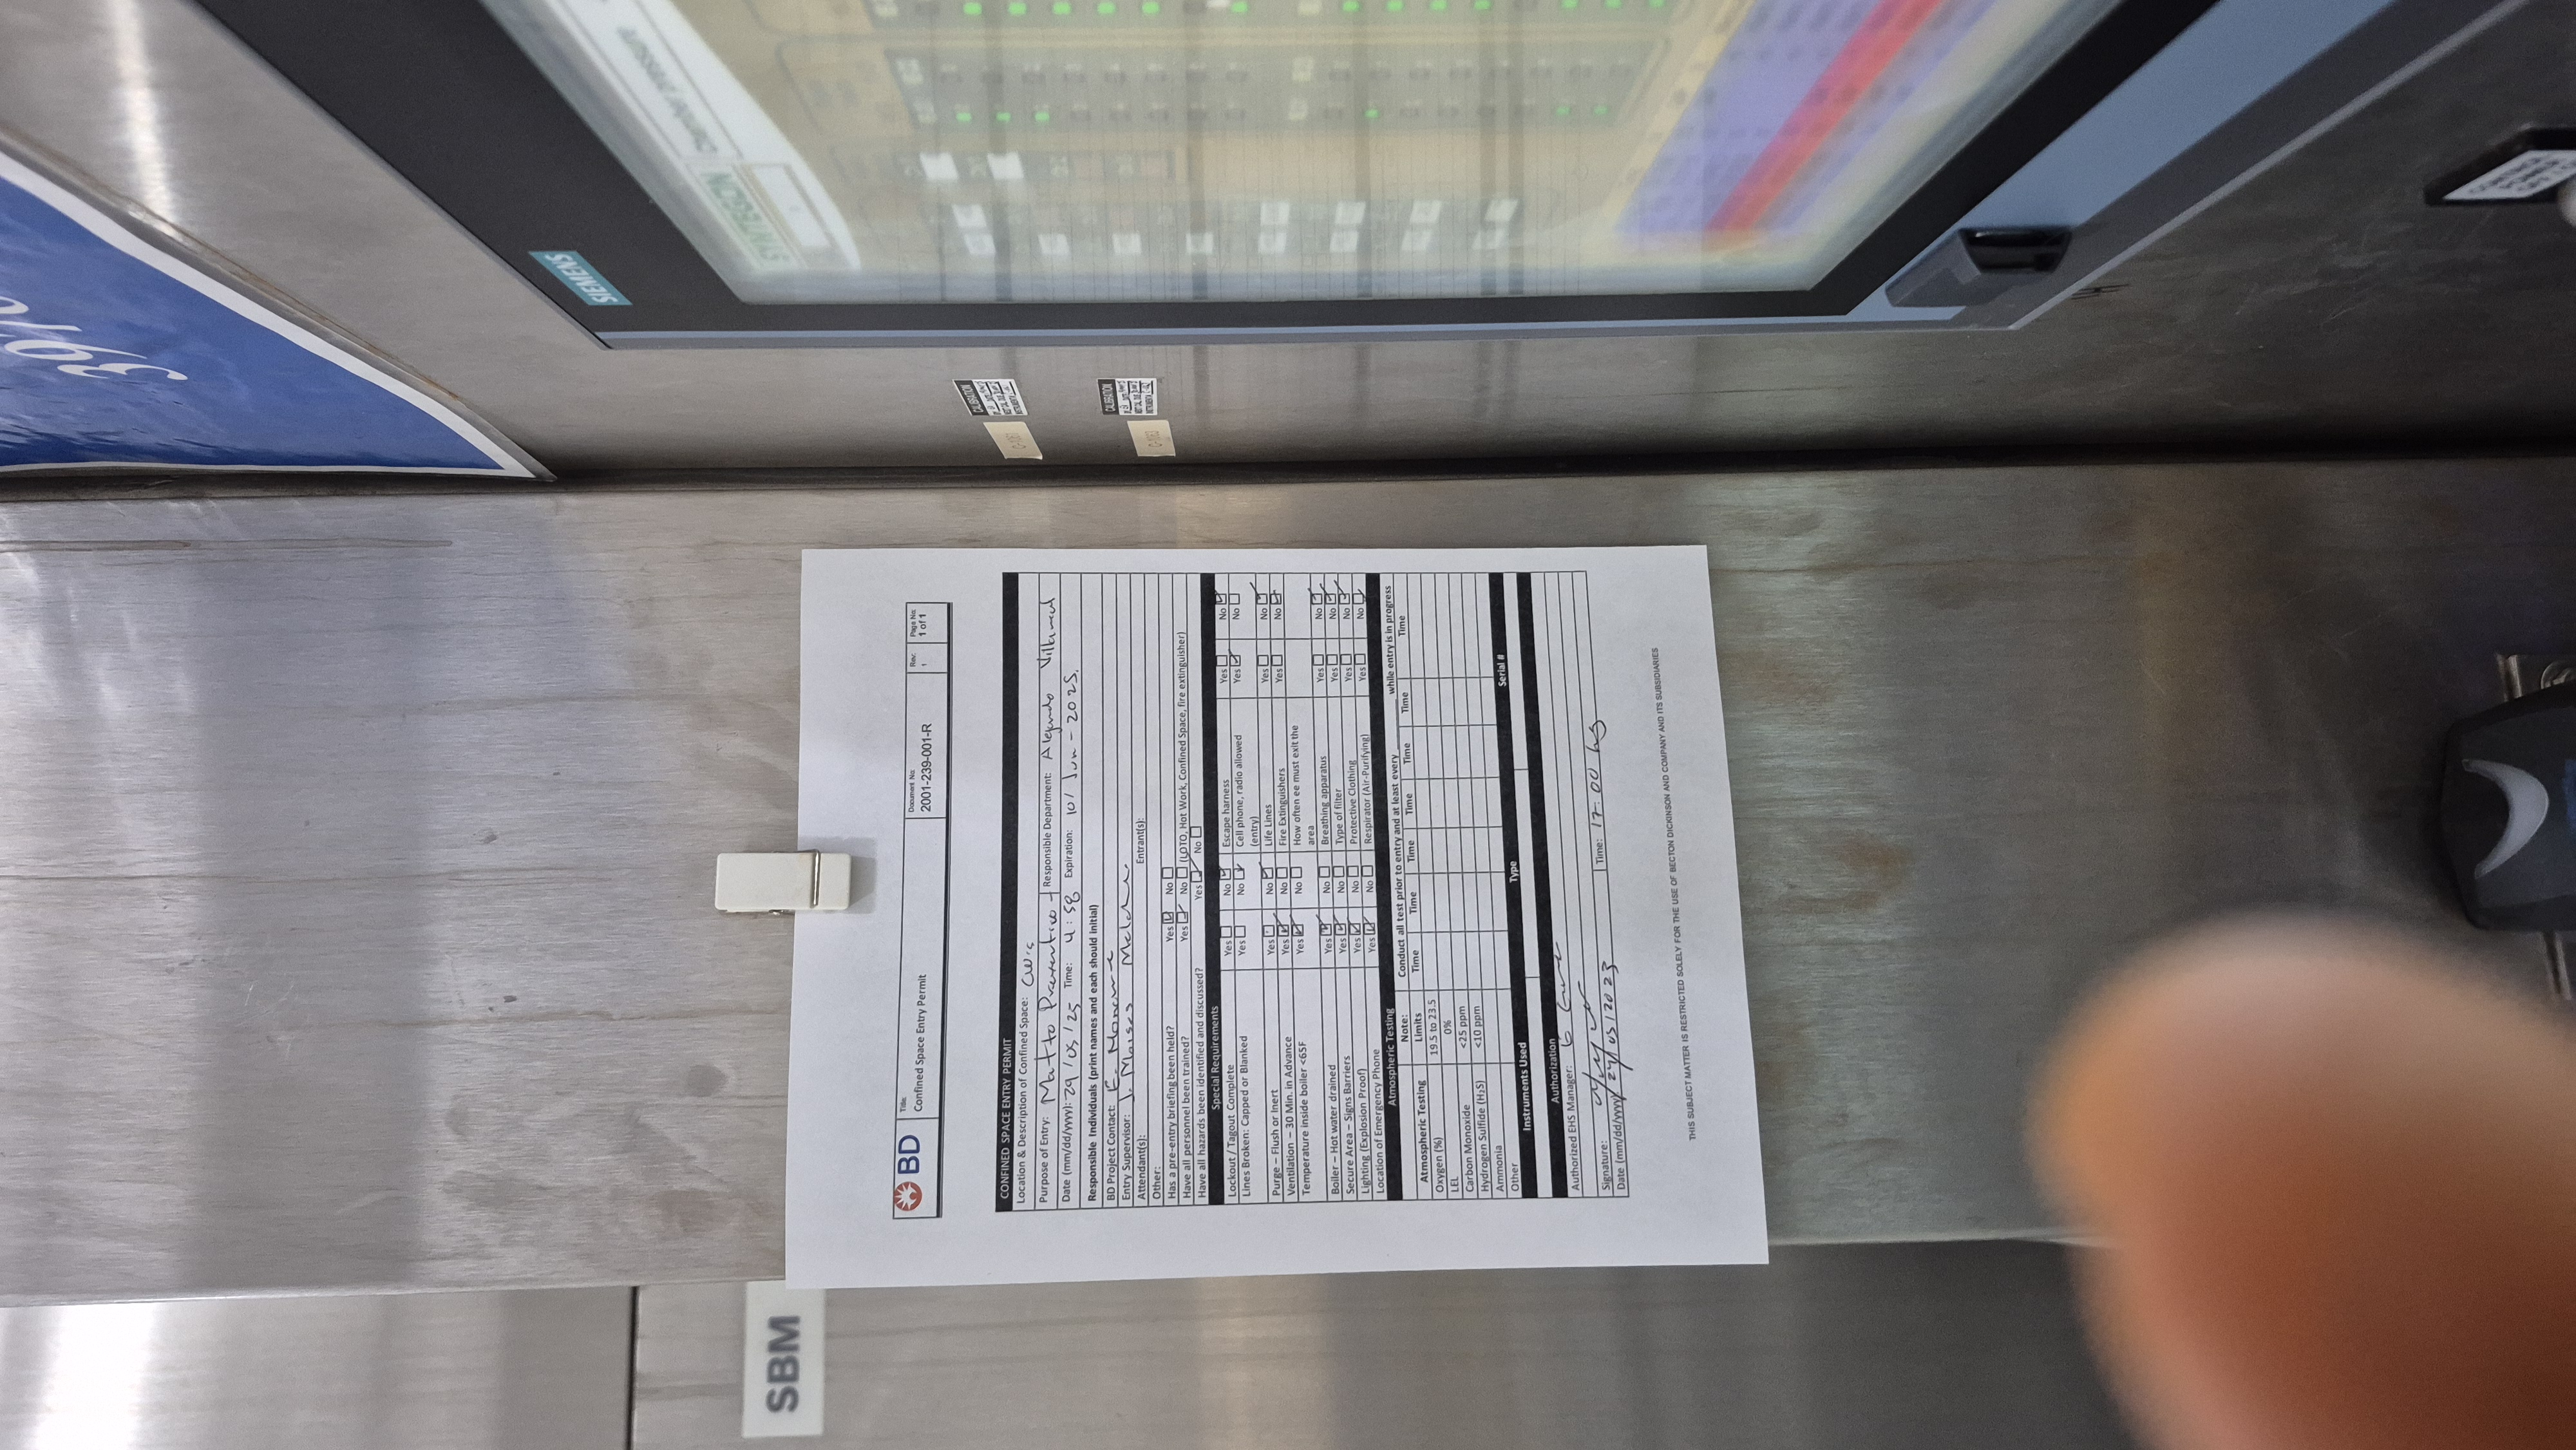 39%
SIEMENS
SYNTEGON
Chamber pressure
SBM
BD
Title:
Confined Space Entry Permit
Document No:
2001-239-001-R
Rev:
1
Page No:
1 of 1
CONFINED SPACE ENTRY PERMIT
Location & Description of Confined Space:
Purpose of Entry: Matto Preventivo Responsible Department: Alejandro Villarreal
Date (mm/dd/yyyy): 29/05/25 Time: 4:58 Expiration: 10/Jun-2025.
Responsible Individuals (print names and each should initial)
BD Project Contact: E.
Entry Supervisor: J. Moises
Attendant(s): Entrant(s):
Other:
Has a pre-entry briefing been held? Yes No
Have all personnel been trained? Yes No (LOTO, Hot Work, Confined Space, fire extinguisher)
Have all hazards been identified and discussed? Yes No
Special Requirements
Lockout / Tagout Complete Yes No Escape harness Yes No
Lines Broken: Capped or Blanked Yes No Cell phone, radio allowed (entry) Yes No
Purge – Flush or Inert Yes No Life Lines Yes No
Ventilation – 30 Min. in Advance Yes No Fire Extinguishers Yes No
Temperature inside boiler <65F Yes No How often ee must exit the area
Boiler – Hot water drained Yes No Breathing apparatus Yes No
Secure Area – Signs Barriers Yes No Type of filter Yes No
Lighting (Explosion Proof) Yes No Protective Clothing Yes No
Location of Emergency Phone Yes No Respirator (Air-Purifying) Yes No
Atmospheric Testing
Note: Conduct all test prior to entry and at least every ________ while entry is in progress
Atmospheric Testing Limits Time Time Time Time Time Time Time
Oxygen (%) 19.5 to 23.5
LEL 0%
Carbon Monoxide <25 ppm
Hydrogen Sulfide (H₂S) <10 ppm
Ammonia
Other
Instruments Used Type Serial #
Authorization
Authorized EHS Manager:
Signature:
Date (mm/dd/yyyy) 29/05/2023 Time: 17:00 hrs
THIS SUBJECT MATTER IS RESTRICTED SOLELY FOR THE USE OF BECTON DICKINSON AND COMPANY AND ITS SUBSIDIARIES
CALIBRATION
CALIBRATION